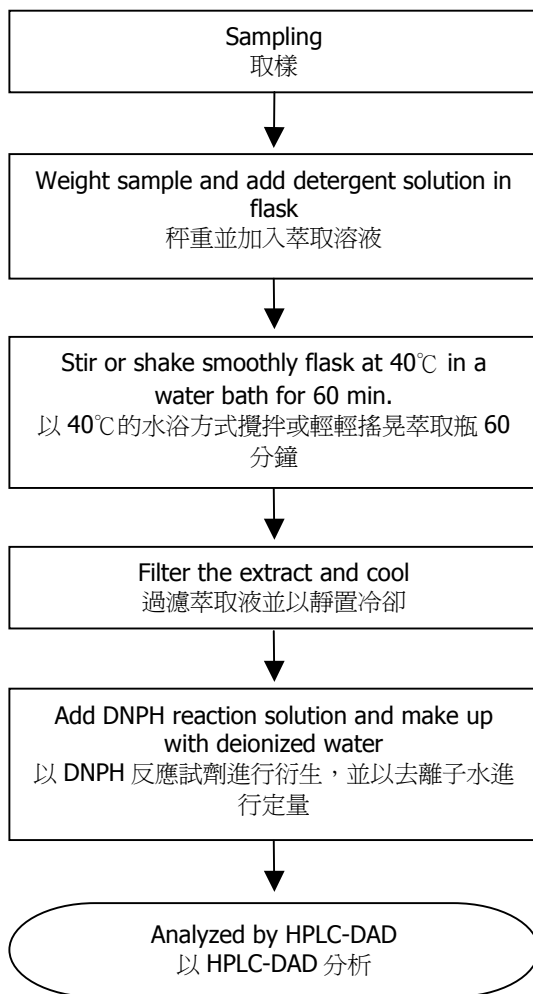 Sampling
取樣
Weight sample and add detergent solution in
flask
秤重並加入萃取溶液
Stir or shake smoothly flask at 40℃ in a
water bath for 60 min.
以 40℃的水浴方式攪拌或輕輕搖晃萃取瓶 60
分鐘
Filter the extract and cool
過濾萃取液並以靜置冷卻
Add DNPH reaction solution and make up
with deionized water
以 DNPH 反應試劑進行衍生，並以去離子水進
行定量
Analyzed by HPLC-DAD
以 HPLC-DAD 分析